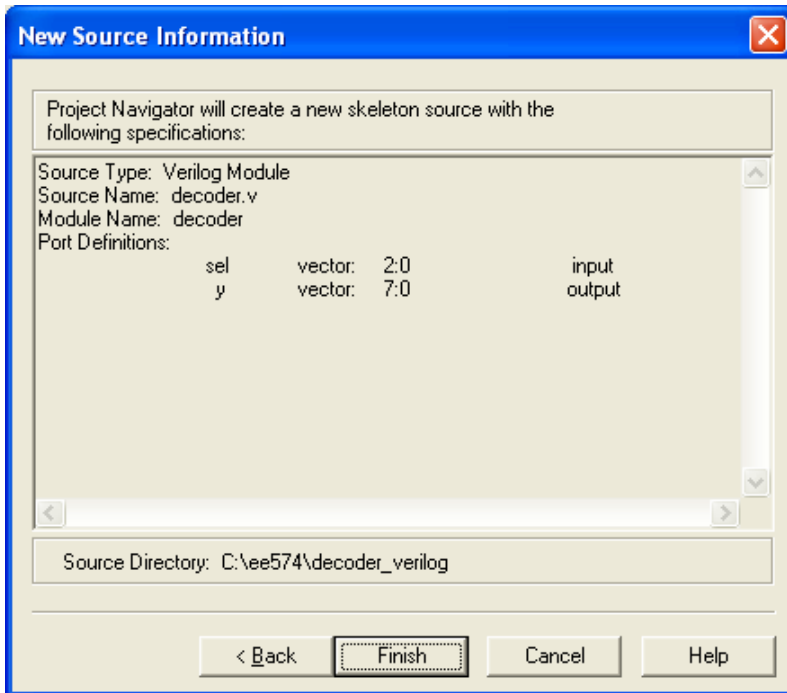 New Source Information
Project Navigator will create a new skeleton source with the
following specifications:
Source Type: Verilog Module
Source Name: decoder.v
Module Name: decoder
Port Definitions:
sel vector: 2:0 input
y vector: 7:0 output
Source Directory: C:\ee574\decoder_verilog
< Back Finish Cancel Help